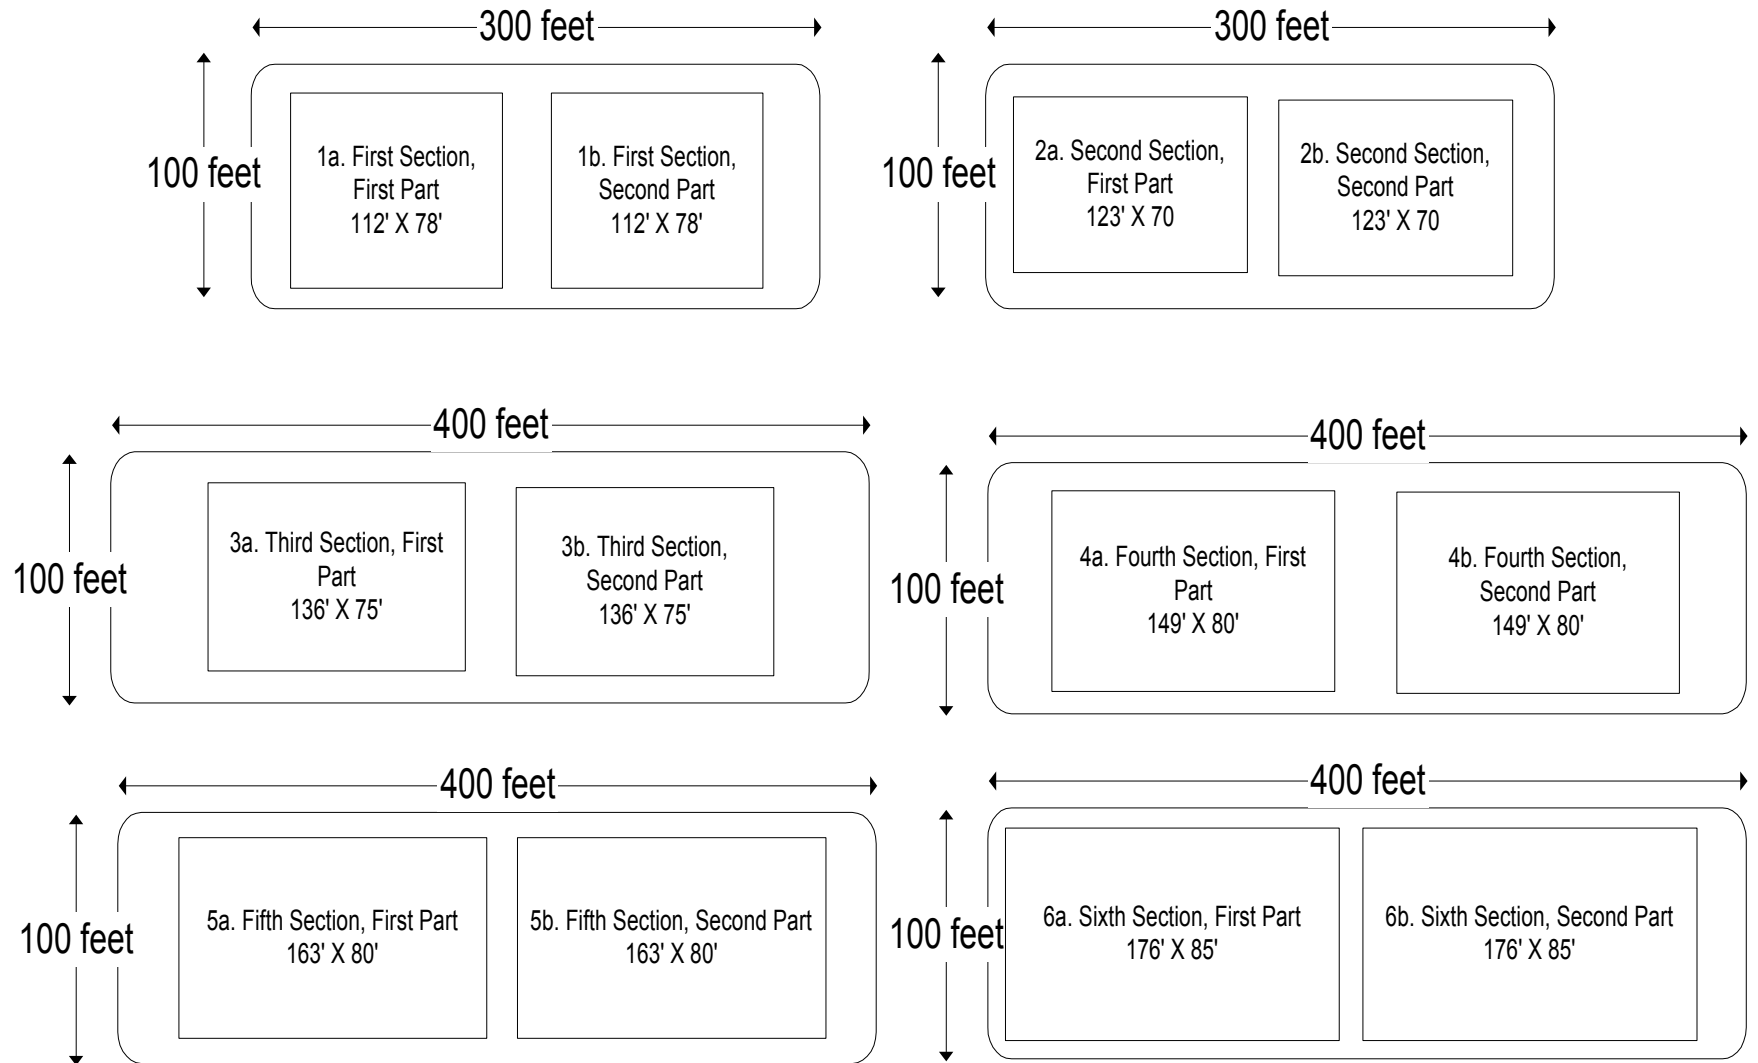 300 feet
300 feet
100 feet
1a. First Section,
First Part
112' X 78'
1b. First Section,
Second Part
112' X 78'
100 feet
2a. Second Section,
First Part
123' X 70
2b. Second Section,
Second Part
123' X 70
400 feet
400 feet
100 feet
3a. Third Section, First
Part
136' X 75'
3b. Third Section,
Second Part
136' X 75'
100 feet
4a. Fourth Section, First
Part
149' X 80'
4b. Fourth Section,
Second Part
149' X 80'
400 feet
400 feet
100 feet
5a. Fifth Section, First Part
163' X 80'
5b. Fifth Section, Second Part
163' X 80'
100 feet
6a. Sixth Section, First Part
176' X 85'
6b. Sixth Section, Second Part
176' X 85'